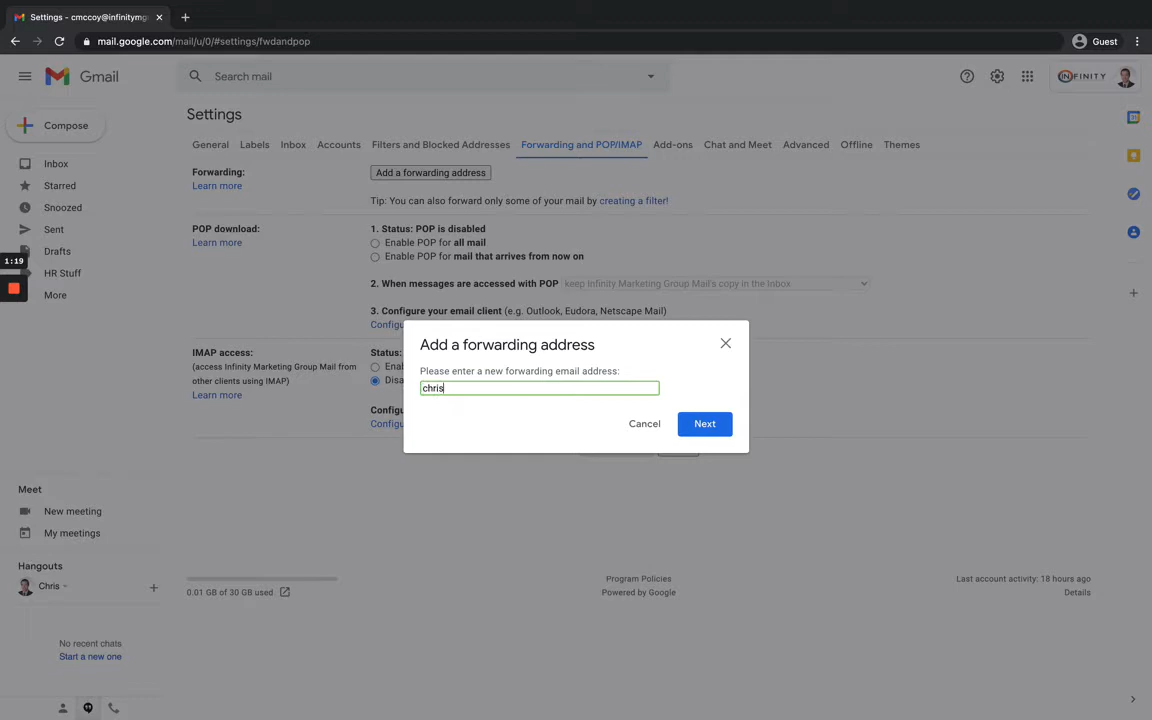 Settings - cmccoy@infinitymg
mail.google.com/mail/u/0/#settings/fwdandpop
Guest
Gmail
Search mail
INFINITY
Settings
Compose
General Labels Inbox Accounts Filters and Blocked Addresses Forwarding and POP/IMAP Add-ons Chat and Meet Advanced Offline Themes
Inbox
Starred
Snoozed
Sent
Drafts
HR Stuff
More
1:19
Forwarding:
Learn more
Add a forwarding address
Tip: You can also forward only some of your mail by creating a filter!
POP download:
Learn more
1. Status: POP is disabled
Enable POP for all mail
Enable POP for mail that arrives from now on
2. When messages are accessed with POP keep Infinity Marketing Group Mail's copy in the Inbox
3. Configure your email client (e.g. Outlook, Eudora, Netscape Mail)
Configu
IMAP access:
(access Infinity Marketing Group Mail from
other clients using IMAP)
Learn more
Status:
Enal
Disa
Configu
Configu
Add a forwarding address
Please enter a new forwarding email address:
chris
Cancel
Next
Meet
New meeting
My meetings
Hangouts
Chris
No recent chats
Start a new one
0.01 GB of 30 GB used
Program Policies
Powered by Google
Last account activity: 18 hours ago
Details